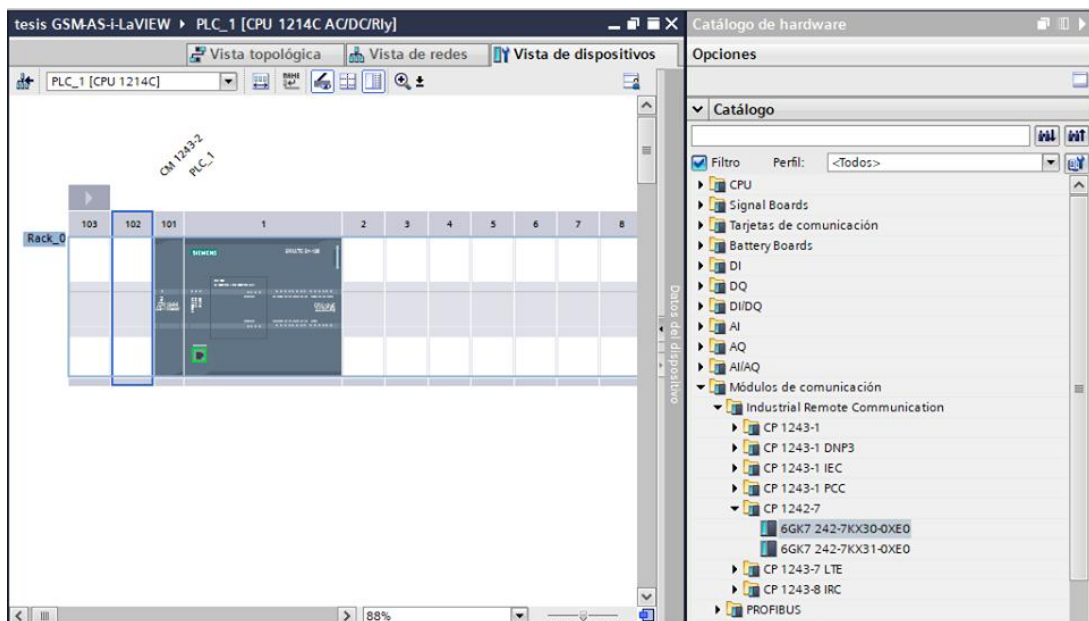 tesis GSM-AS-i-LaVIEW ▸ PLC_1 [CPU 1214C AC/DC/Rly]
Vista topológica
Vista de redes
Vista de dispositivos
PLC_1 [CPU 1214C]
CM 1243-2
PLC_1
103 102 101 1 2 3 4 5 6 7 8
Rack_0
SIEMENS
88%
Datos del dispositivo
Catálogo de hardware
Opciones
Catálogo
Filtro Perfil: <Todos>
CPU
Signal Boards
Tarjetas de comunicación
Battery Boards
DI
DQ
DI/DQ
AI
AQ
AI/AQ
Módulos de comunicación
Industrial Remote Communication
CP 1243-1
CP 1243-1 DNP3
CP 1243-1 IEC
CP 1243-1 PCC
CP 1242-7
6GK7 242-7KX30-0XE0
6GK7 242-7KX31-0XE0
CP 1243-7 LTE
CP 1243-8 IRC
PROFIBUS